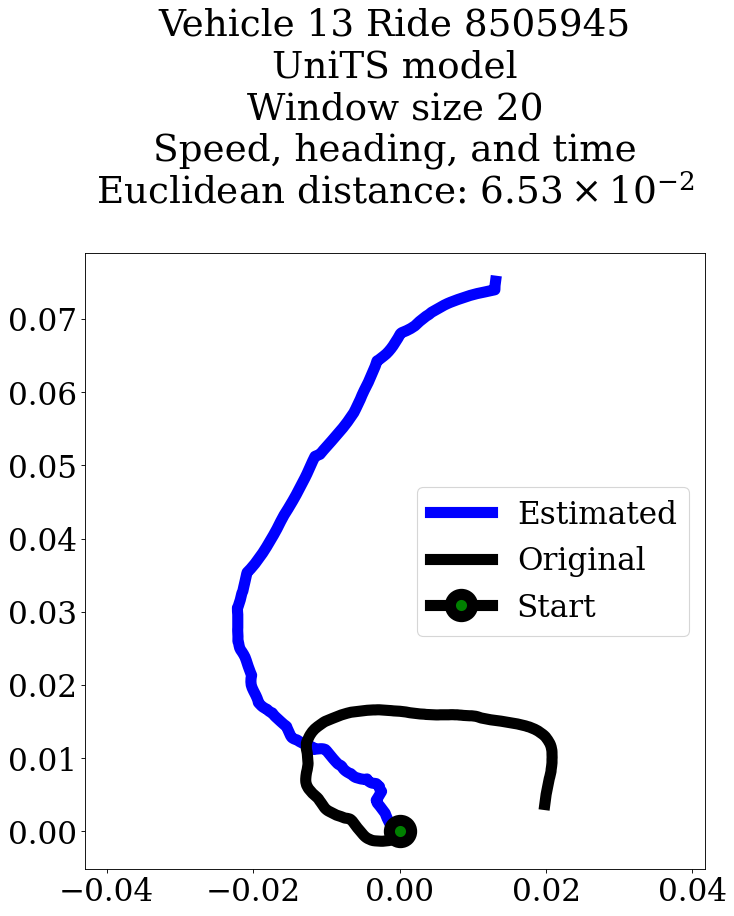 Vehicle 13 Ride 8505945
UniTS model
Window size 20
Speed, heading, and time
Euclidean distance: 6.53 × 10⁻²
0.07
0.06
0.05
0.04
0.03
0.02
0.01
0.00
Estimated
Original
Start
−0.04 −0.02 0.00 0.02 0.04